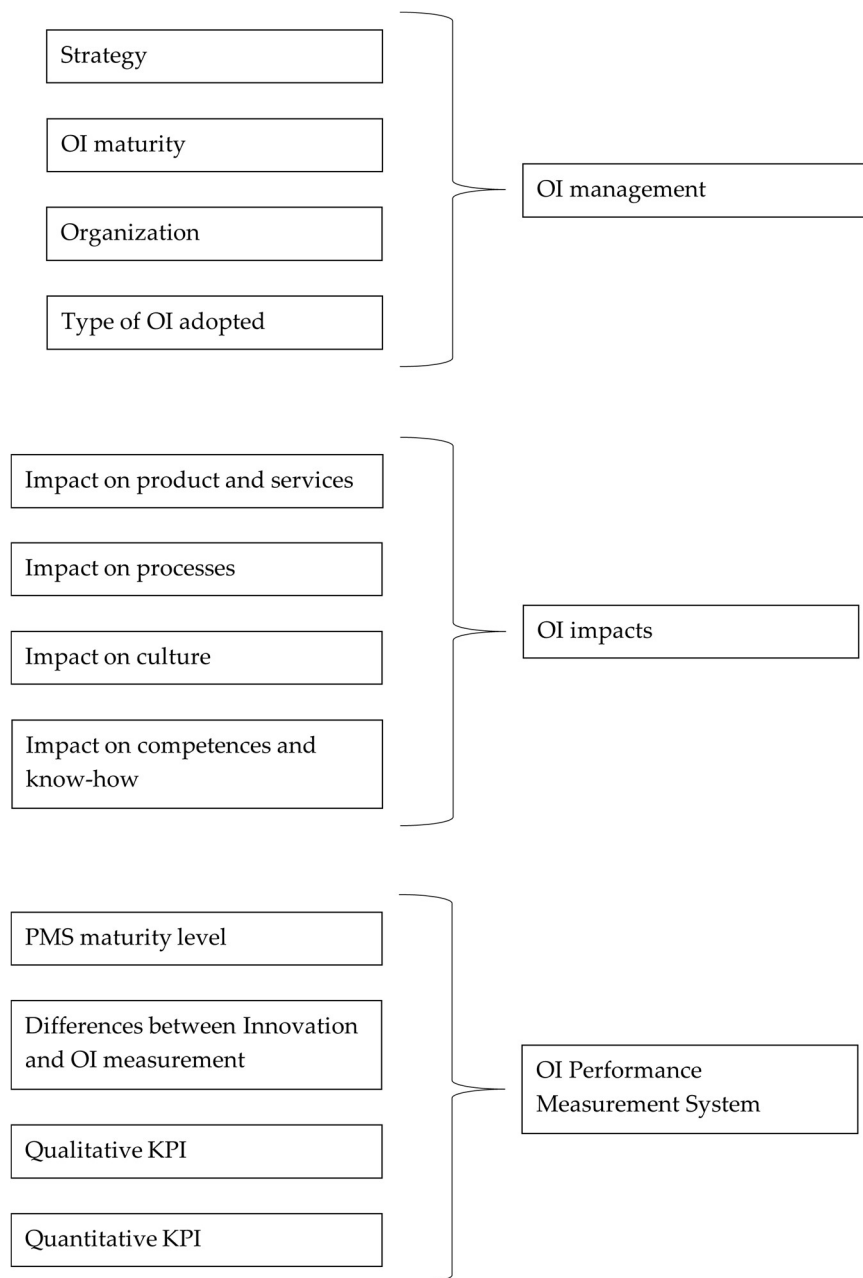 Strategy
OI maturity
Organization
Type of OI adopted
OI management
Impact on product and services
Impact on processes
Impact on culture
Impact on competences and
know-how
OI impacts
PMS maturity level
Differences between Innovation
and OI measurement
Qualitative KPI
Quantitative KPI
OI Performance
Measurement System